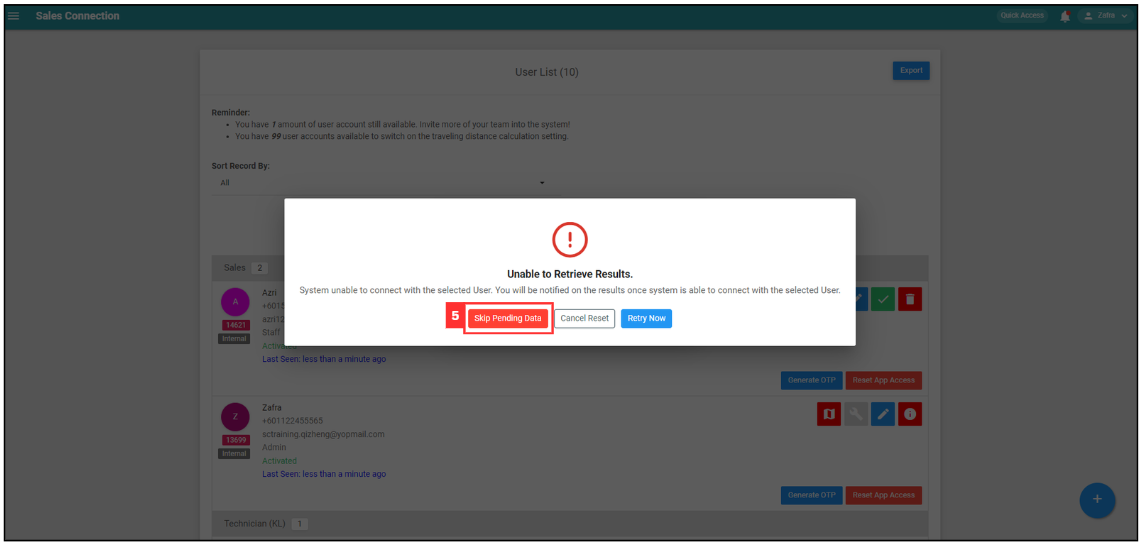 Sales Connection
Quick Access
Zafra
User List (10)
Export
Reminder:
You have 1 amount of user account still available. Invite more of your team into the system!
You have 99 user accounts available to switch on the traveling distance calculation setting.
Sort Record By:
All
Unable to Retrieve Results.
System unable to connect with the selected User. You will be notified on the results once system is able to connect with the selected User.
5
Skip Pending Data
Cancel Reset
Retry Now
Sales 2
A
Azri
14621
Internal
Staff
Activated
Last Seen: less than a minute ago
Generate OTP
Reset App Access
Z
Zafra
+601122455565
13699
sctraining.qizheng@yopmail.com
Internal
Admin
Activated
Last Seen: less than a minute ago
Generate OTP
Reset App Access
Technician (KL) 1